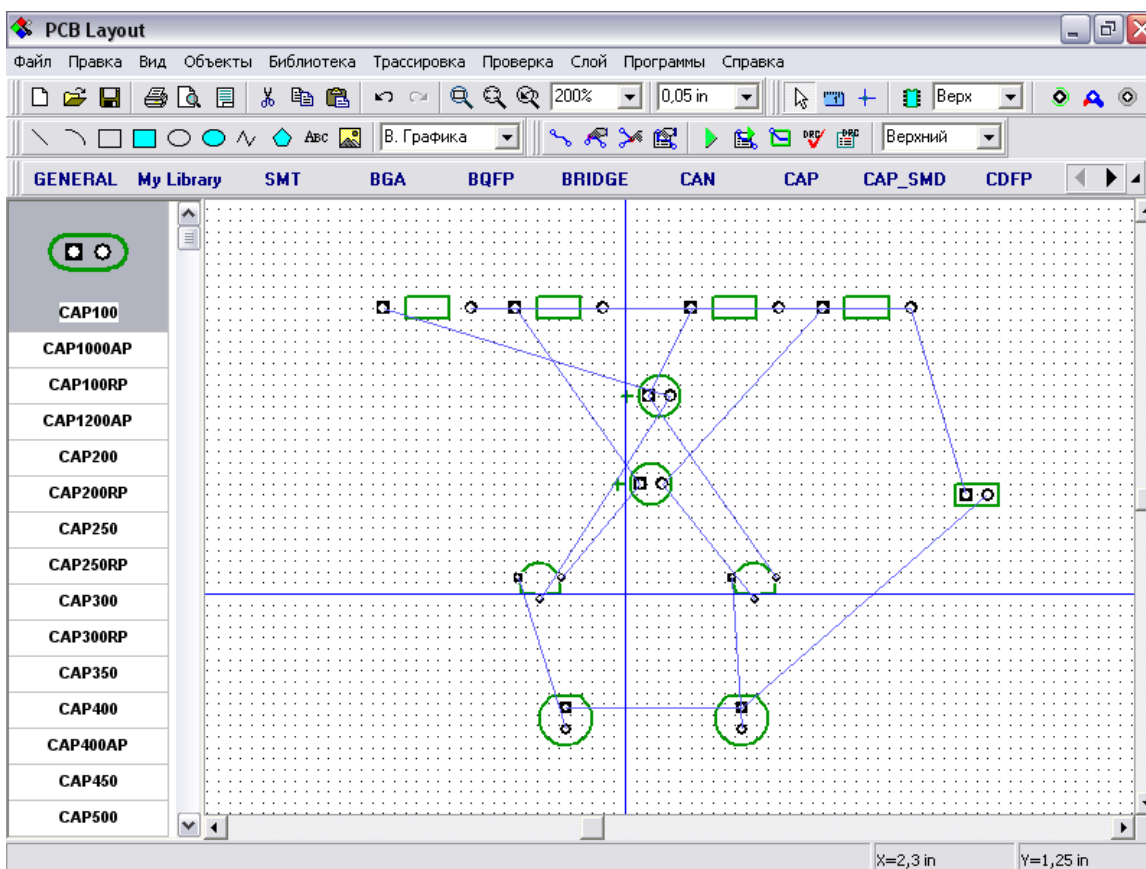 PCB Layout
Файл Правка Вид Объекты Библиотека Трассировка Проверка Слой Программы Справка
200% 0,05 in Верх
ABC В. Графика DRC DRC Верхний
GENERAL My Library SMT BGA BQFP BRIDGE CAN CAP CAP_SMD CDFP
CAP100
CAP1000AP
CAP100RP
CAP1200AP
CAP200
CAP200RP
CAP250
CAP250RP
CAP300
CAP300RP
CAP350
CAP400
CAP400AP
CAP450
CAP500
X=2,3 in Y=1,25 in